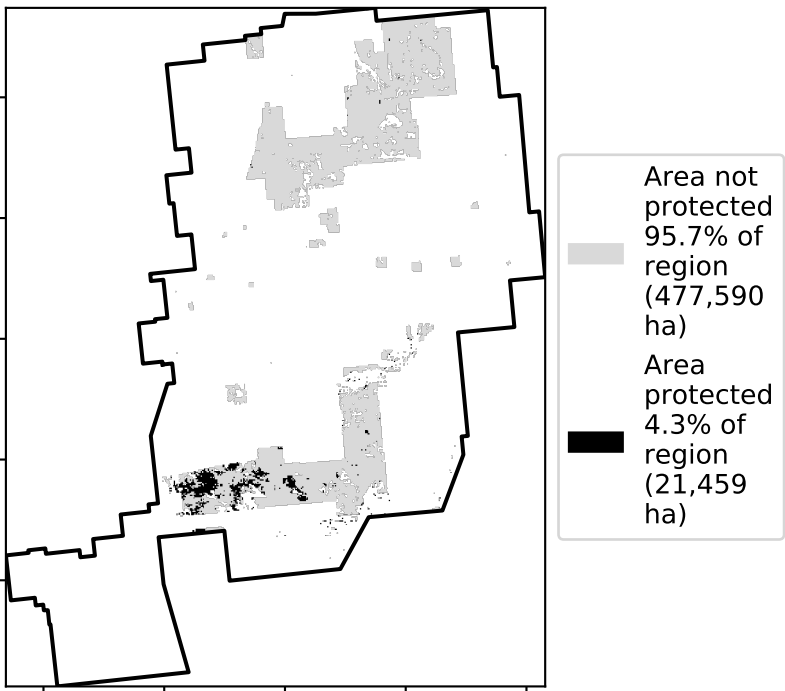 Area not
protected
95.7% of
region
(477,590
ha)
Area
protected
4.3% of
region
(21,459
ha)